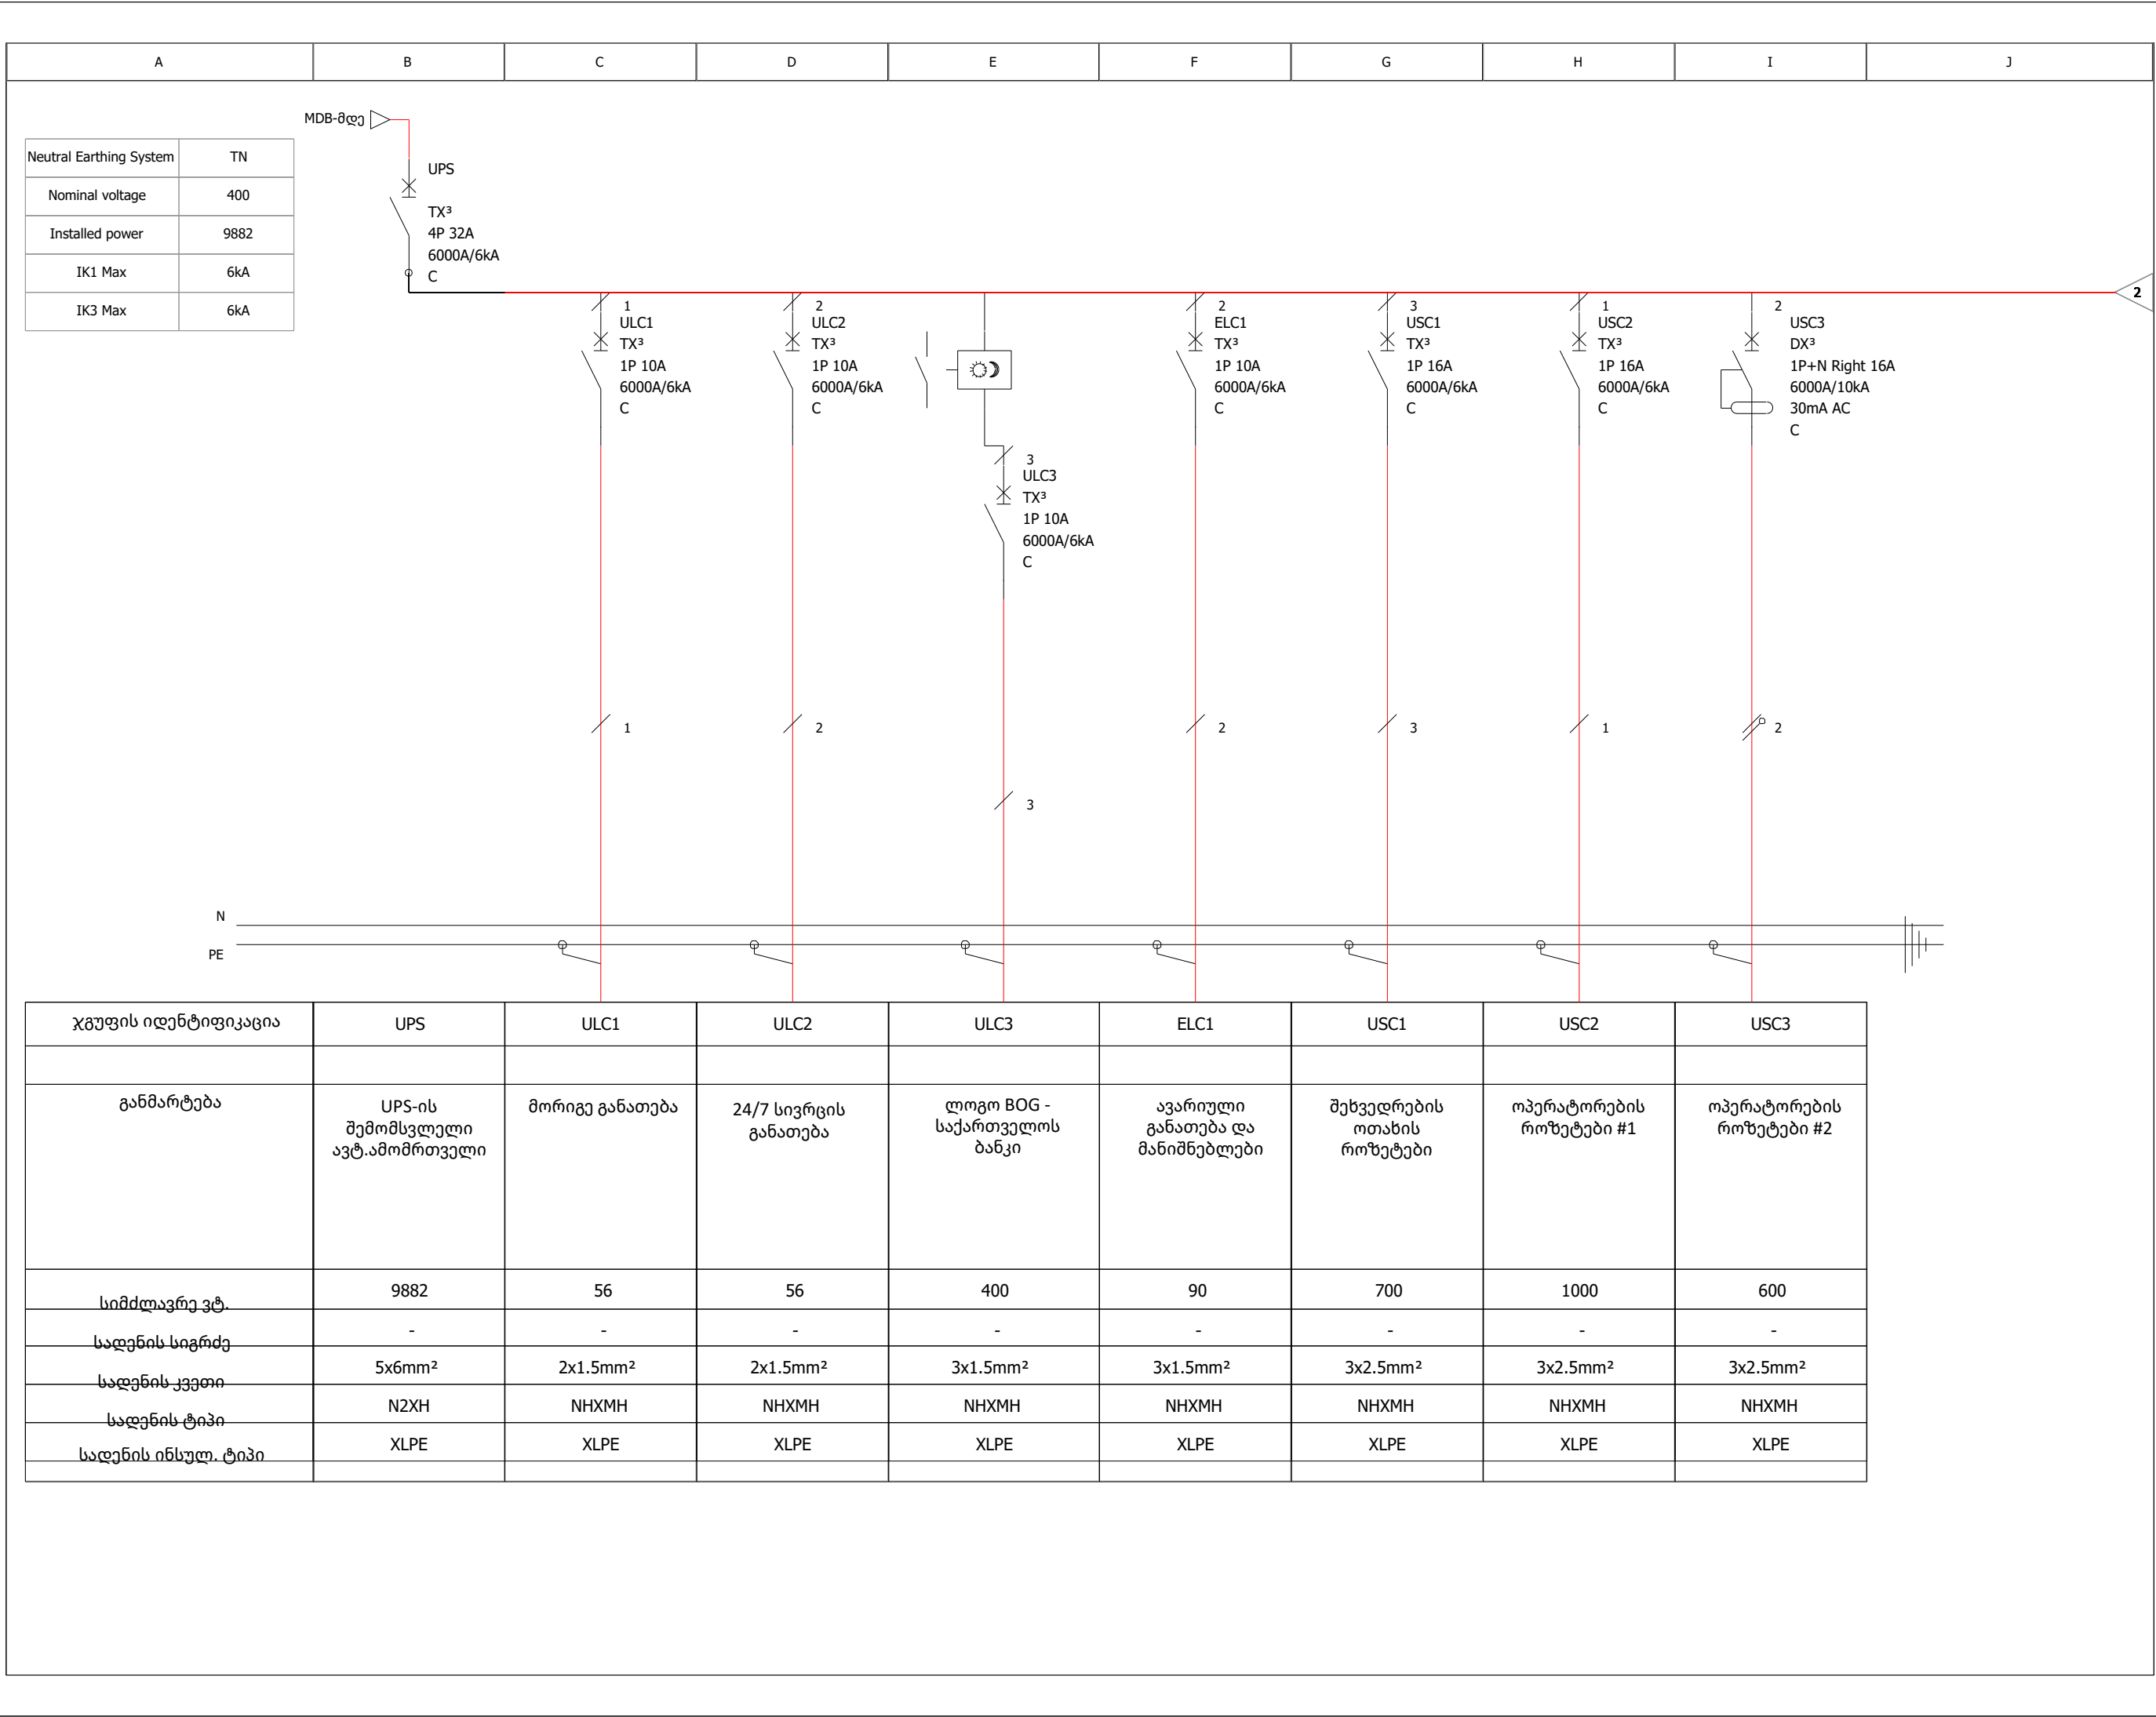 A B C D E F G H I J
MDB-მდე
Neutral Earthing System TN
Nominal voltage 400
Installed power 9882
IK1 Max 6kA
IK3 Max 6kA
UPS
TX³
4P 32A
6000A/6kA
C
2
1
ULC1
TX³
1P 10A
6000A/6kA
C
2
ULC2
TX³
1P 10A
6000A/6kA
C
3
ULC3
TX³
1P 10A
6000A/6kA
C
2
ELC1
TX³
1P 10A
6000A/6kA
C
3
USC1
TX³
1P 16A
6000A/6kA
C
1
USC2
TX³
1P 16A
6000A/6kA
C
2
USC3
DX³
1P+N Right 16A
6000A/10kA
30mA AC
C
1 2 2 3 1 2
3
N
PE
ჯგუფის იდენტიფიკაცია UPS ULC1 ULC2 ULC3 ELC1 USC1 USC2 USC3
განმარტება
UPS-ის
შემომსვლელი
ავტ.ამომრთველი
მორიგე განათება
24/7 სივრცის
განათება
ლოგო BOG -
საქართველოს
ბანკი
ავარიული
განათება და
მანიშნებლები
შეხვედრების
ოთახის
როზეტები
ოპერატორების
როზეტები #1
ოპერატორების
როზეტები #2
სიმძლავრე ვტ. 9882 56 56 400 90 700 1000 600
სადენის სიგრძე - - - - - - - -
სადენის კვეთი 5x6mm² 2x1.5mm² 2x1.5mm² 3x1.5mm² 3x1.5mm² 3x2.5mm² 3x2.5mm² 3x2.5mm²
სადენის ტიპი N2XH NHXMH NHXMH NHXMH NHXMH NHXMH NHXMH NHXMH
სადენის ინსულ. ტიპი XLPE XLPE XLPE XLPE XLPE XLPE XLPE XLPE